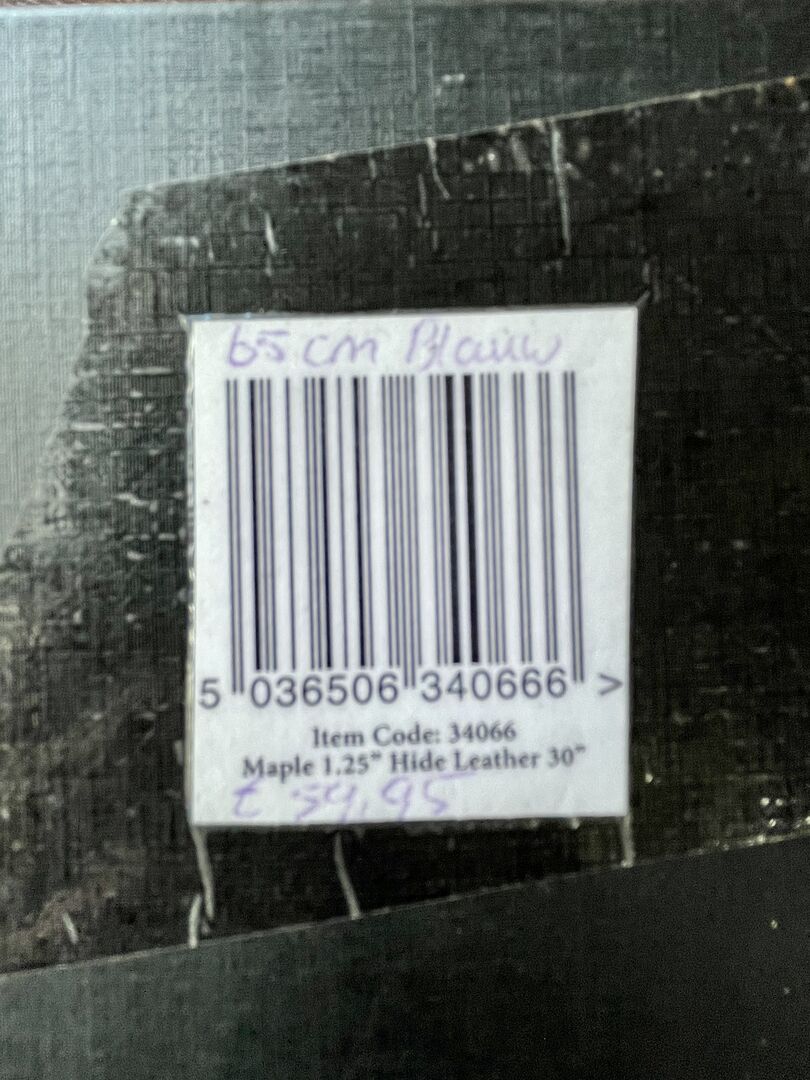 65 cm Blauw
5 036506 340666 >
Item Code: 34066
Maple 1.25” Hide Leather 30”
€ 54,95